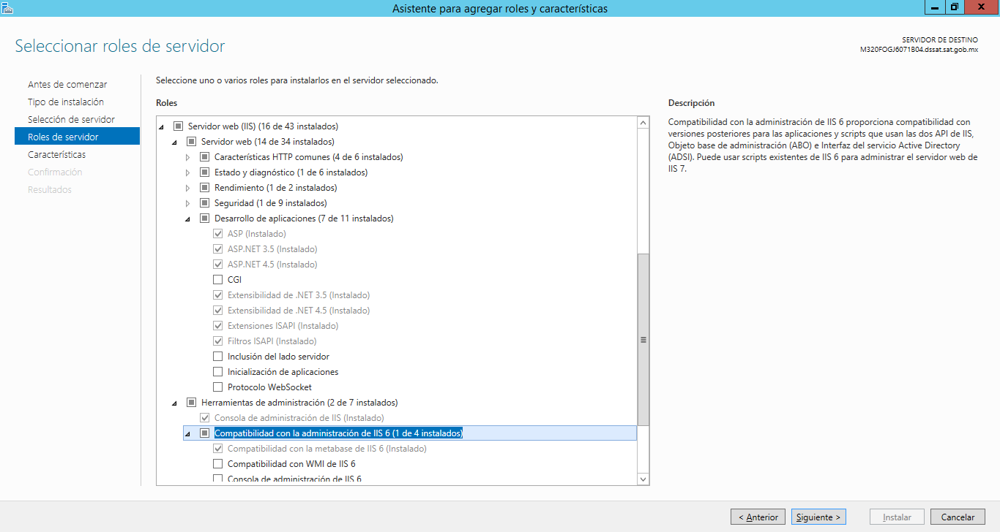 Asistente para agregar roles y características
Seleccionar roles de servidor
SERVIDOR DE DESTINO
M320FOGJ6071B04.dssat.sat.gob.mx
Antes de comenzar
Tipo de instalación
Selección de servidor
Roles de servidor
Características
Confirmación
Resultados
Seleccione uno o varios roles para instalarlos en el servidor seleccionado.
Roles
Servidor web (IIS) (16 de 43 instalados)
Servidor web (14 de 34 instalados)
Características HTTP comunes (4 de 6 instalados)
Estado y diagnóstico (1 de 6 instalados)
Rendimiento (1 de 2 instalados)
Seguridad (1 de 9 instalados)
Desarrollo de aplicaciones (7 de 11 instalados)
ASP (Instalado)
ASP.NET 3.5 (Instalado)
ASP.NET 4.5 (Instalado)
CGI
Extensibilidad de .NET 3.5 (Instalado)
Extensibilidad de .NET 4.5 (Instalado)
Extensiones ISAPI (Instalado)
Filtros ISAPI (Instalado)
Inclusión del lado servidor
Inicialización de aplicaciones
Protocolo WebSocket
Herramientas de administración (2 de 7 instalados)
Consola de administración de IIS (Instalado)
Compatibilidad con la administración de IIS 6 (1 de 4 instalados)
Compatibilidad con la metabase de IIS 6 (Instalado)
Compatibilidad con WMI de IIS 6
Consola de administración de IIS 6
Descripción
Compatibilidad con la administración de IIS 6 proporciona compatibilidad con
versiones posteriores para las aplicaciones y scripts que usan las dos API de IIS,
Objeto base de administración (ABO) e Interfaz del servicio Active Directory
(ADSI). Puede usar scripts existentes de IIS 6 para administrar el servidor web de
IIS 7.
< Anterior
Siguiente >
Instalar
Cancelar